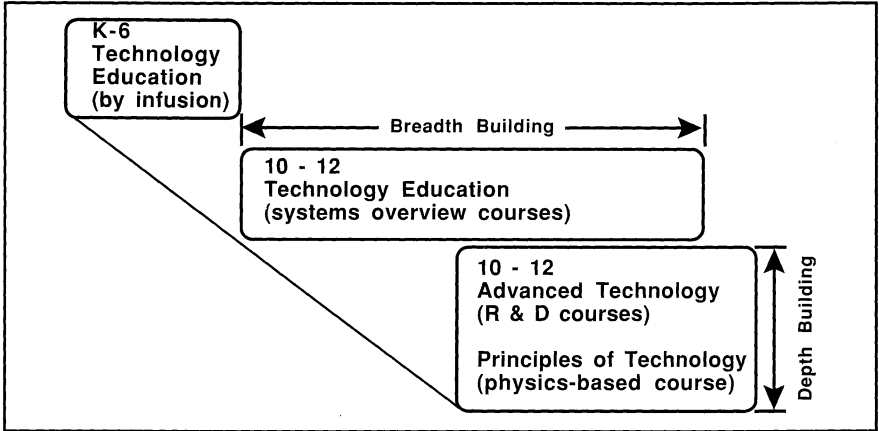 K-6
Technology
Education
(by infusion)
Breadth Building
10 - 12
Technology Education
(systems overview courses)
10 - 12
Advanced Technology
(R & D courses)
Principles of Technology
(physics-based course)
Depth Building